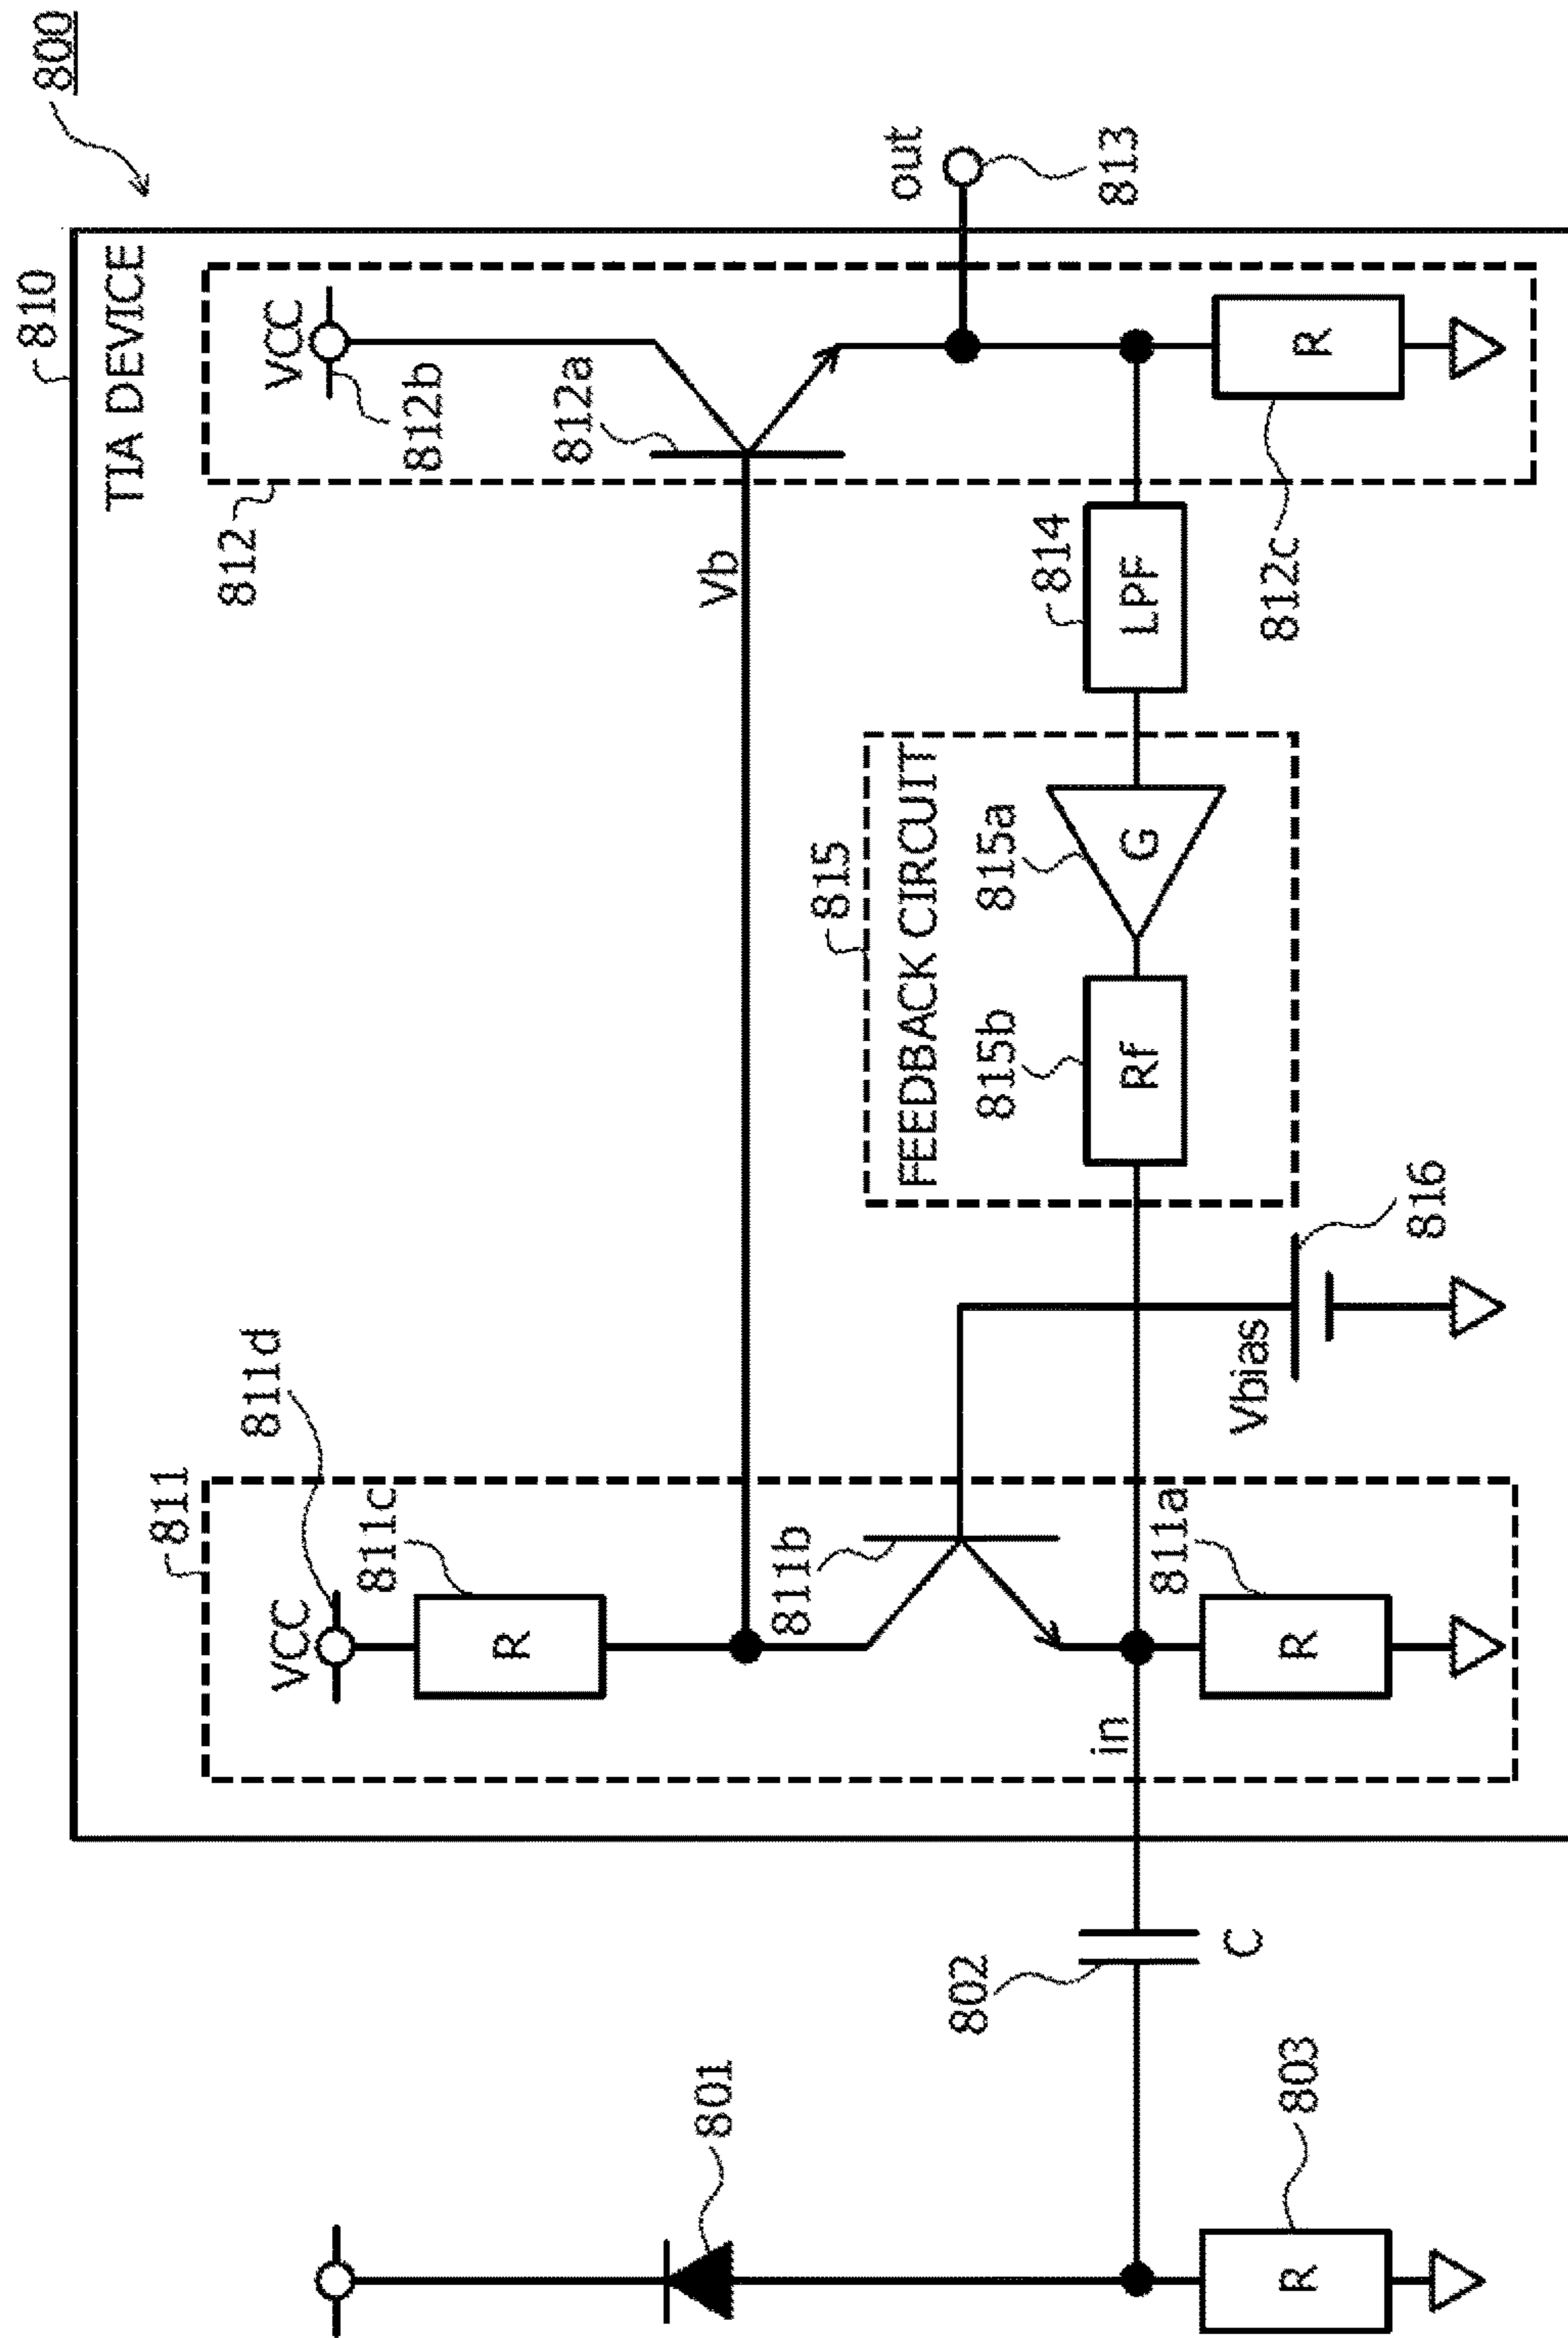 800
810
TIA DEVICE
811
VCC
811d
811c
R
811b
in
811a
R
Vbias
816
Vb
815
FEEDBACK CIRCUIT
815b
Rf
815a
G
814
LPF
812
VCC
812b
812a
out
813
R
812c
801
802
C
803
R